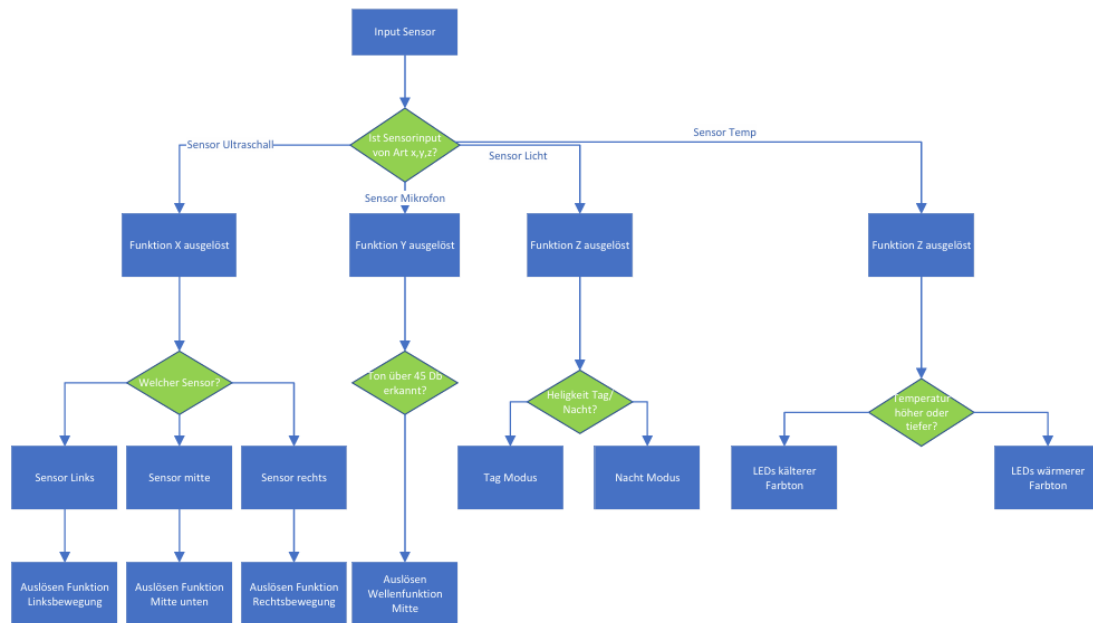 Input Sensor
Ist Sensorinput
von Art x,y,z?
Sensor Temp
Sensor Ultraschall
Sensor Licht
Sensor Mikrofon
Funktion X ausgelöst
Funktion Y ausgelöst
Funktion Z ausgelöst
Funktion Z ausgelöst
Welcher Sensor?
Ton über 45 Db
erkannt?
Heligkeit Tag/
Nacht?
Temperatur
höher oder
tiefer?
Sensor Links
Sensor mitte
Sensor rechts
Tag Modus
Nacht Modus
LEDs kälterer
Farbton
LEDs wärmerer
Farbton
Auslösen Funktion
Linksbewegung
Auslösen Funktion
Mitte unten
Auslösen Funktion
Rechtsbewegung
Auslösen
Wellenfunktion
Mitte